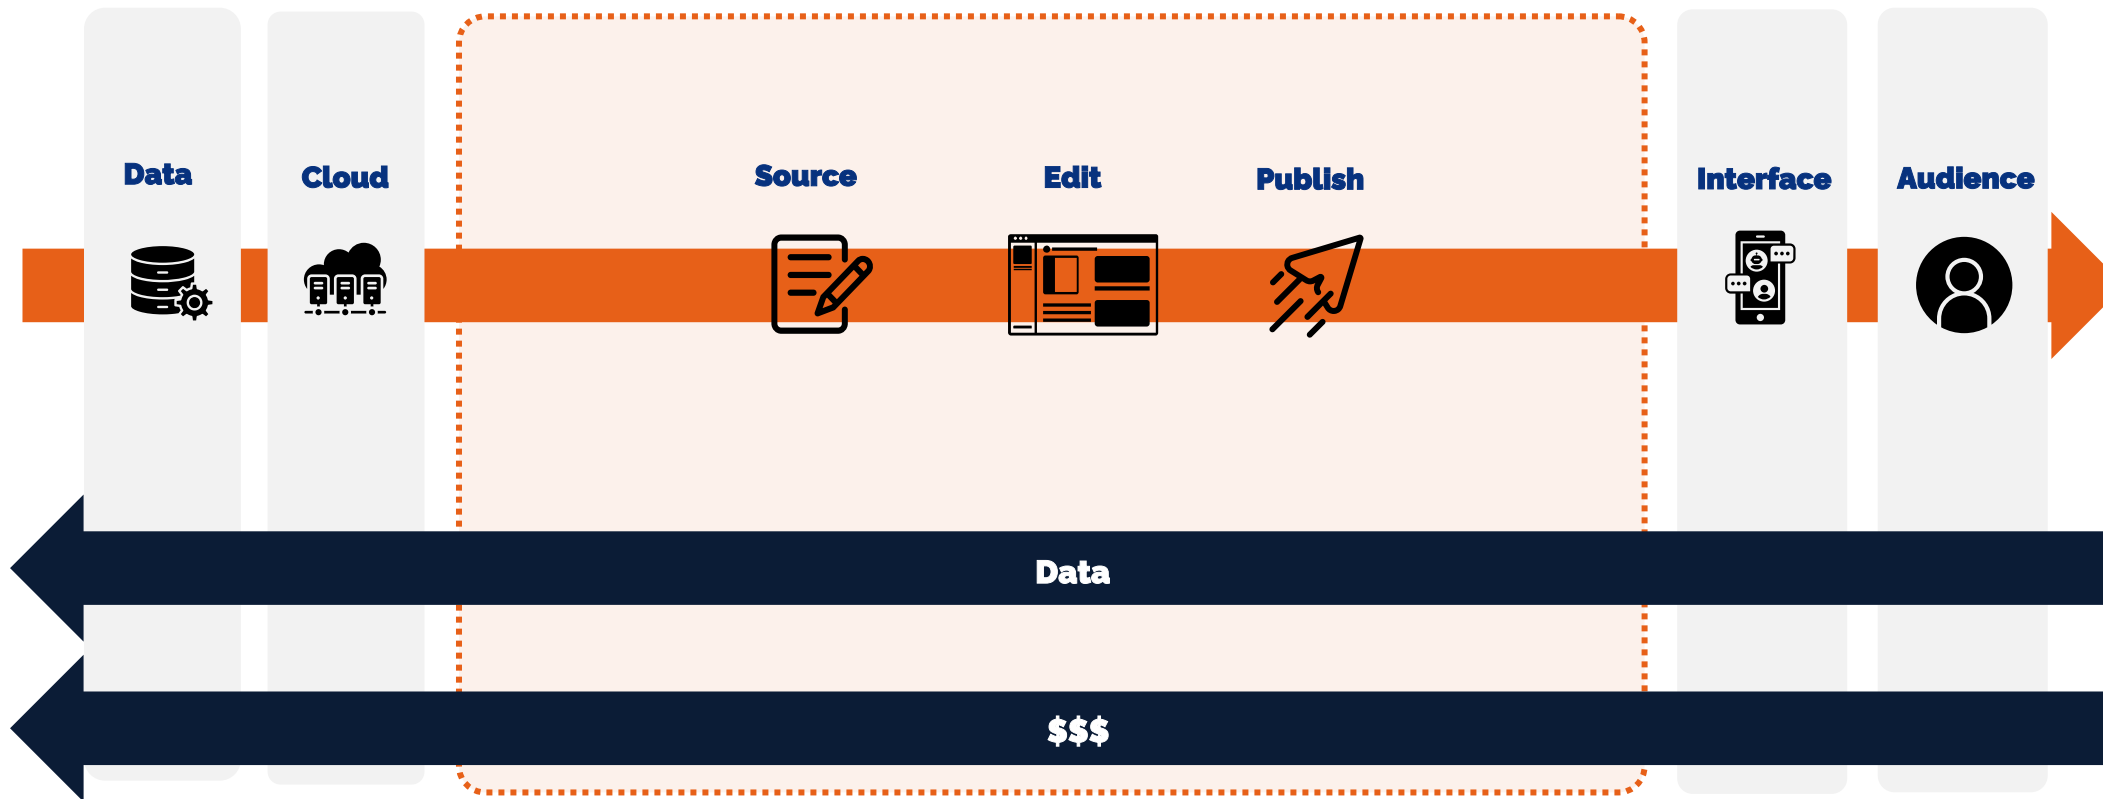 Data
Cloud
Source
Edit
Publish
Interface
Audience
Data
$$$